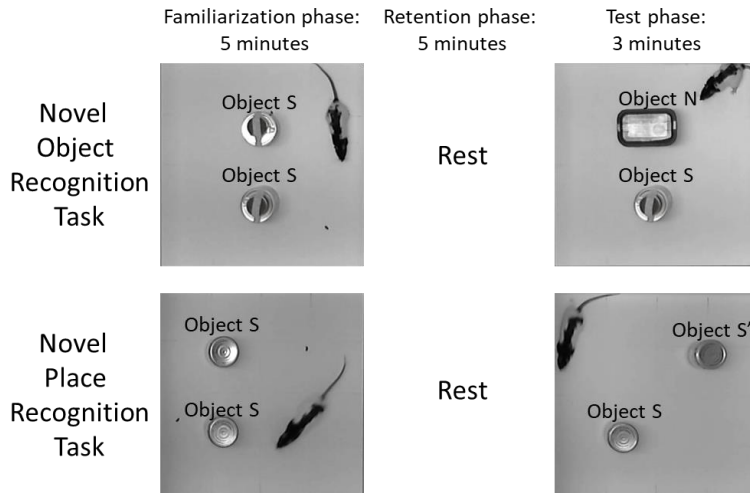 Familiarization phase:
5 minutes
Retention phase:
5 minutes
Test phase:
3 minutes
Novel
Object
Recognition
Task
Object S
Object S
Rest
Object N
Object S
Novel
Place
Recognition
Task
Object S
Object S
Rest
Object S’
Object S